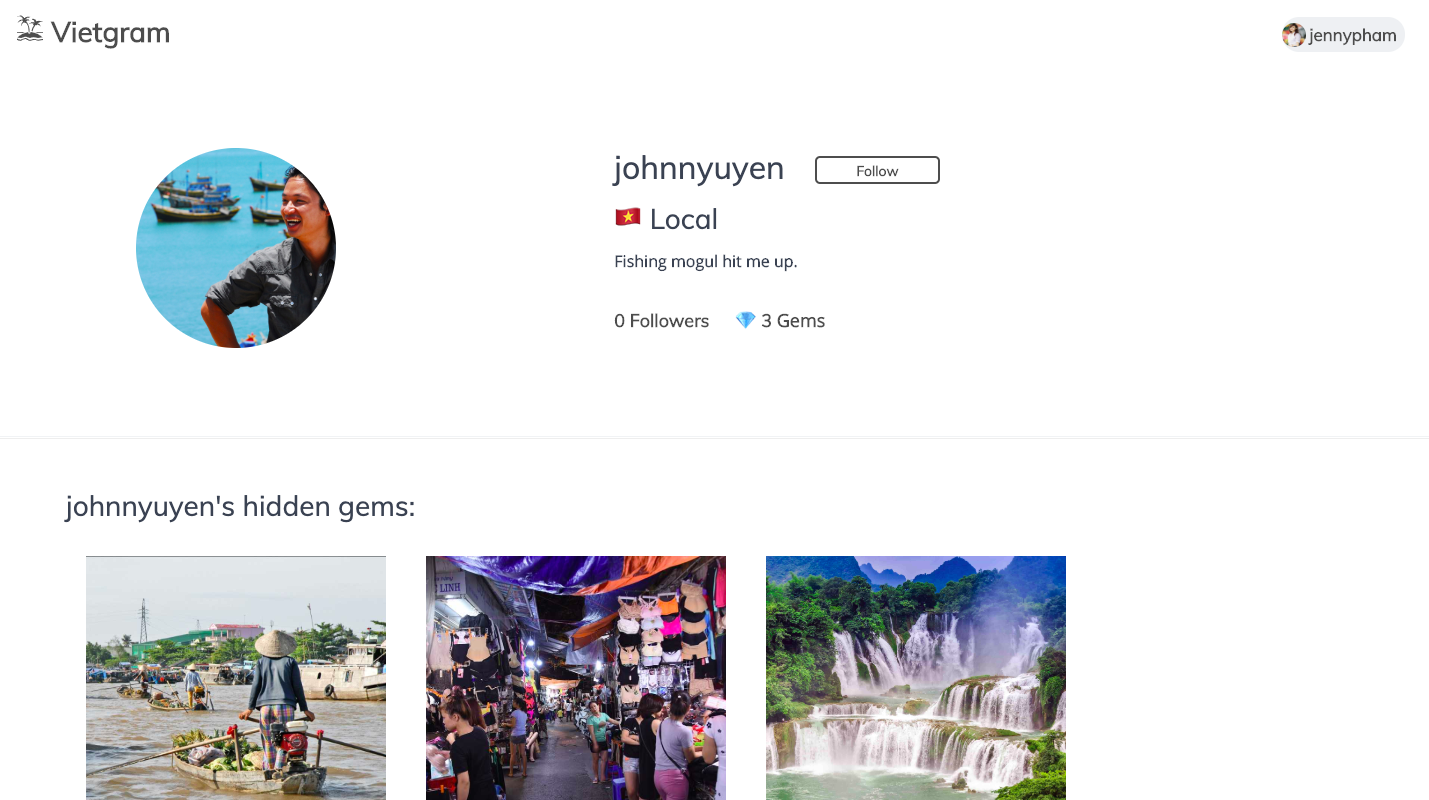 Vietgram
jennypham
johnnyuyen
Follow
Local
Fishing mogul hit me up.
0 Followers
3 Gems
johnnyuyen's hidden gems:
LINH